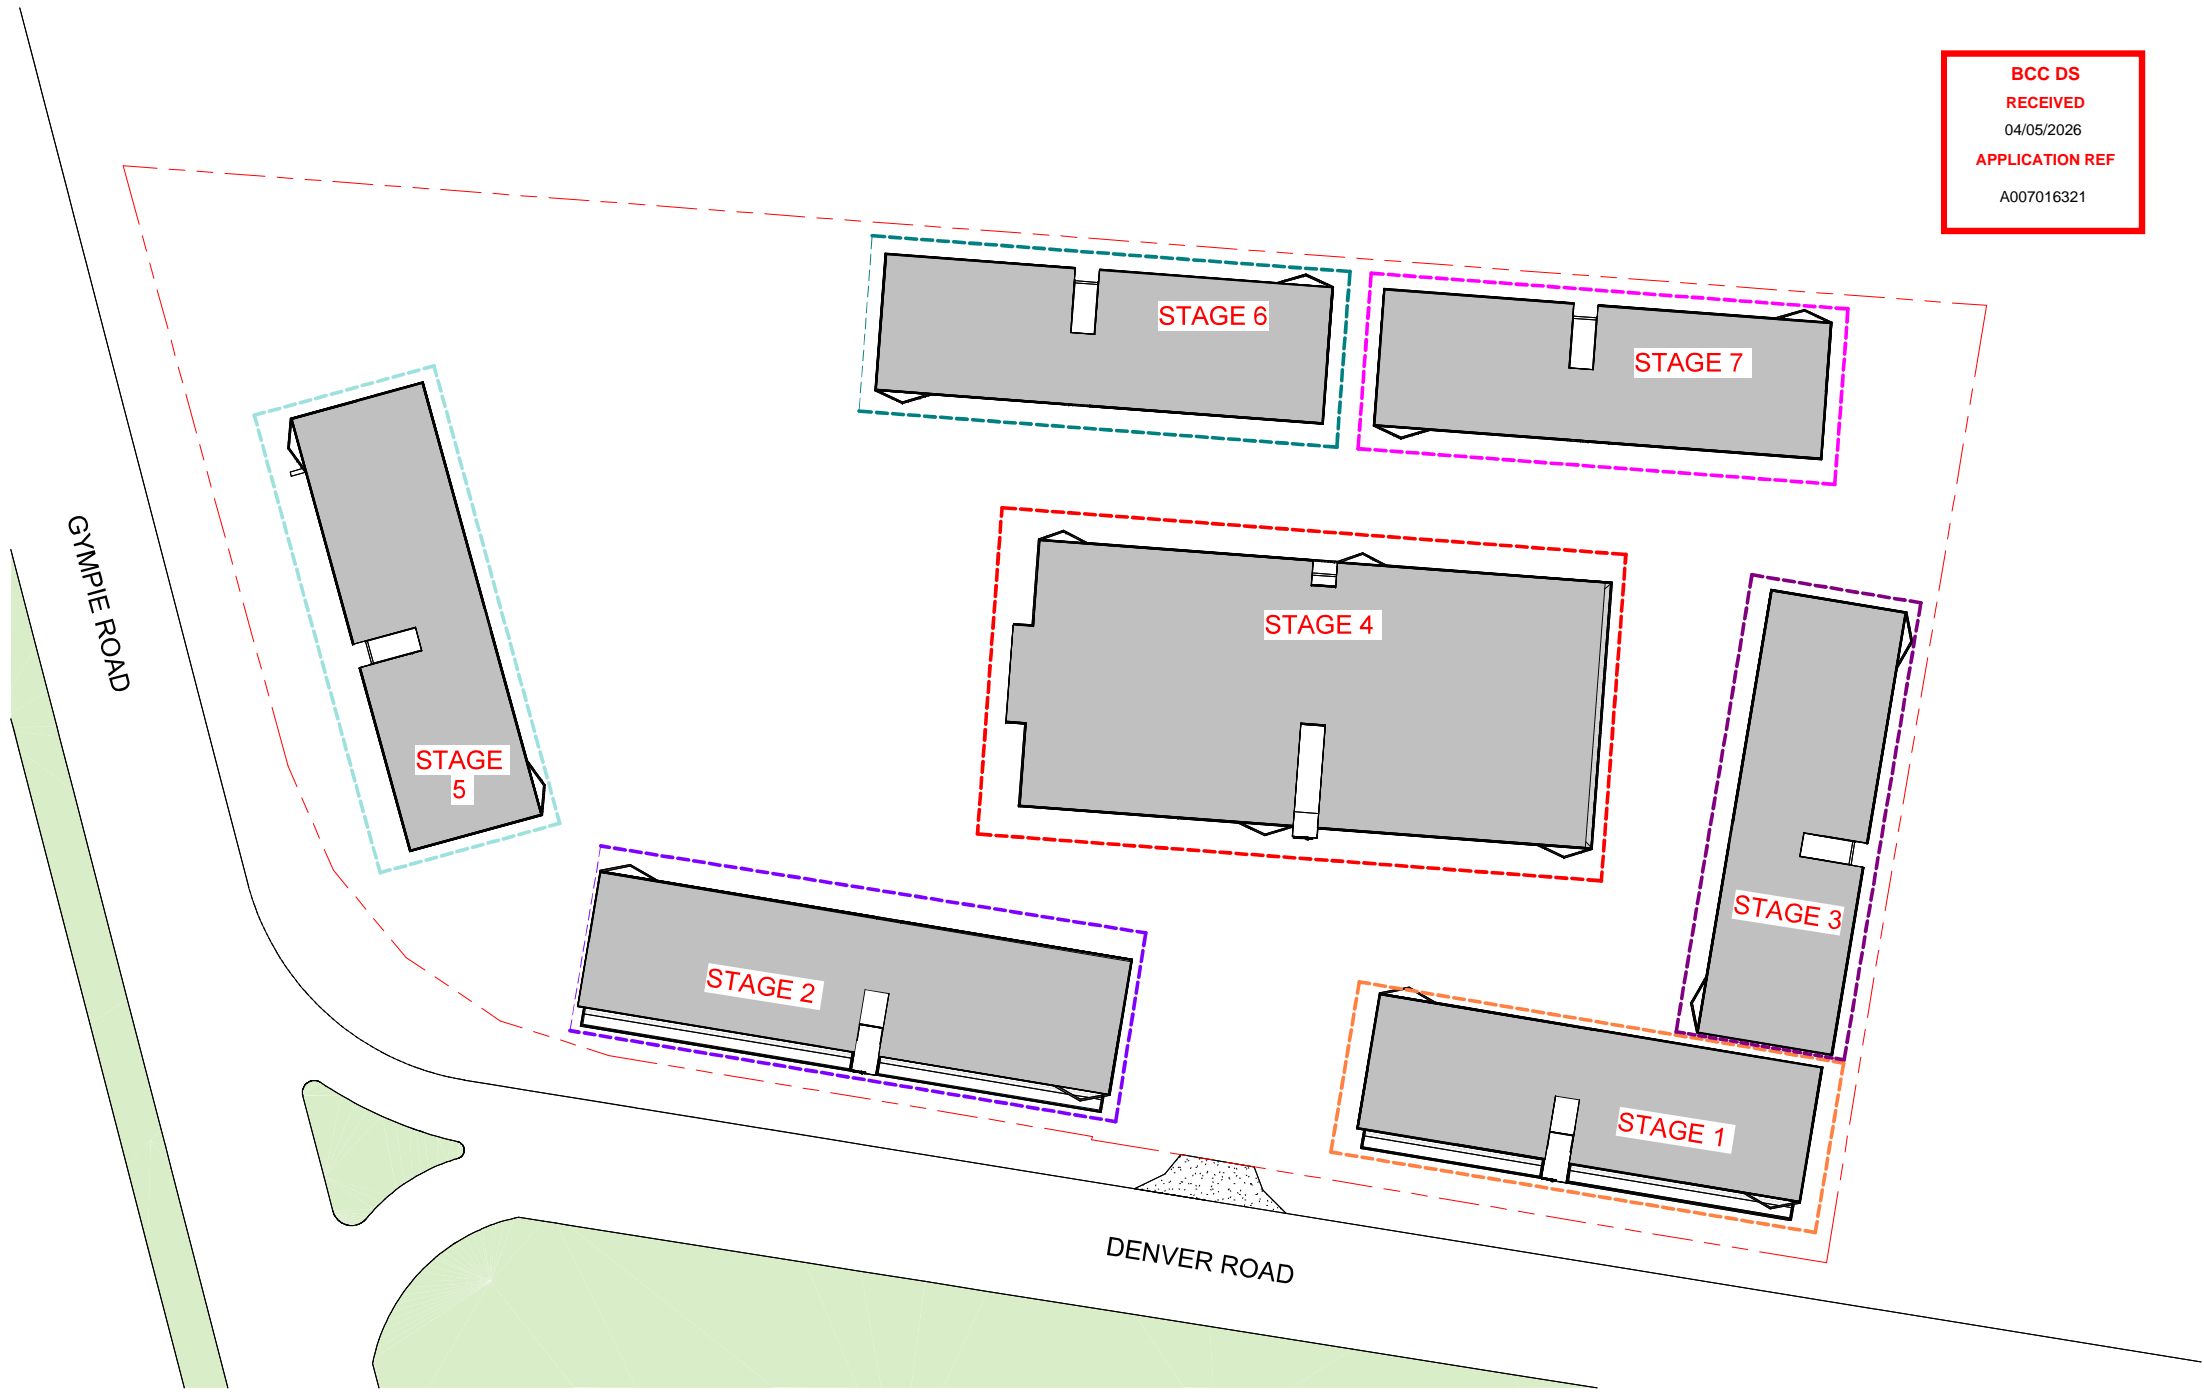 BCC DS
RECEIVED
04/05/2026
APPLICATION REF
A007016321
STAGE 6
STAGE 7
GYMPIE ROAD
STAGE 4
STAGE
5
STAGE 3
STAGE 2
STAGE 1
DENVER ROAD